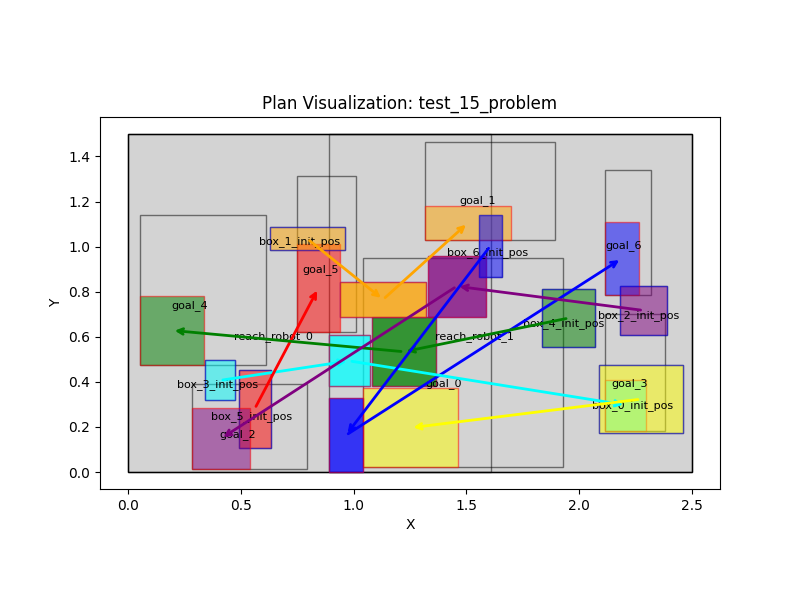 Plan Visualization: test_15_problem
Y
1.4
1.2
1.0
0.8
0.6
0.4
0.2
0.0
goal_1
box_1_init_pos
goal_6
box_6_init_pos
goal_5
goal_4
box_2_init_pos
box_4_init_pos
reach_robot_0
reach_robot_1
box_3_init_pos
goal_0
goal_3
box_0_init_pos
box_5_init_pos
goal_2
0.0
0.5
1.0
1.5
2.0
2.5
X